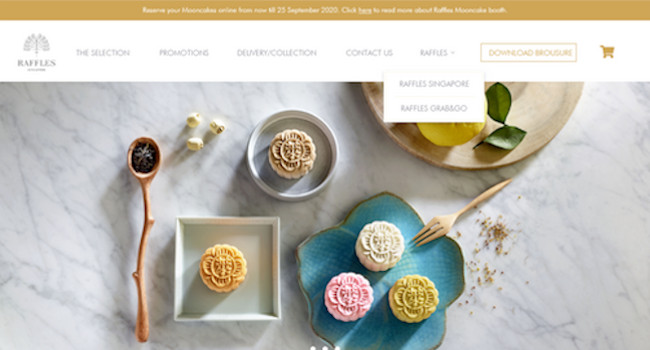 Reserve your Mooncakes online from now till 25 September 2020. Click here to read more about Raffles Mooncake booth
RAFFLES
THE SELECTION
PROMOTIONS
DELIVERY/COLLECTION
CONTACT US
RAFFLES
DOWNLOAD BROUSURE
RAFFLES SINGAPORE
RAFFLES GRAB&GO